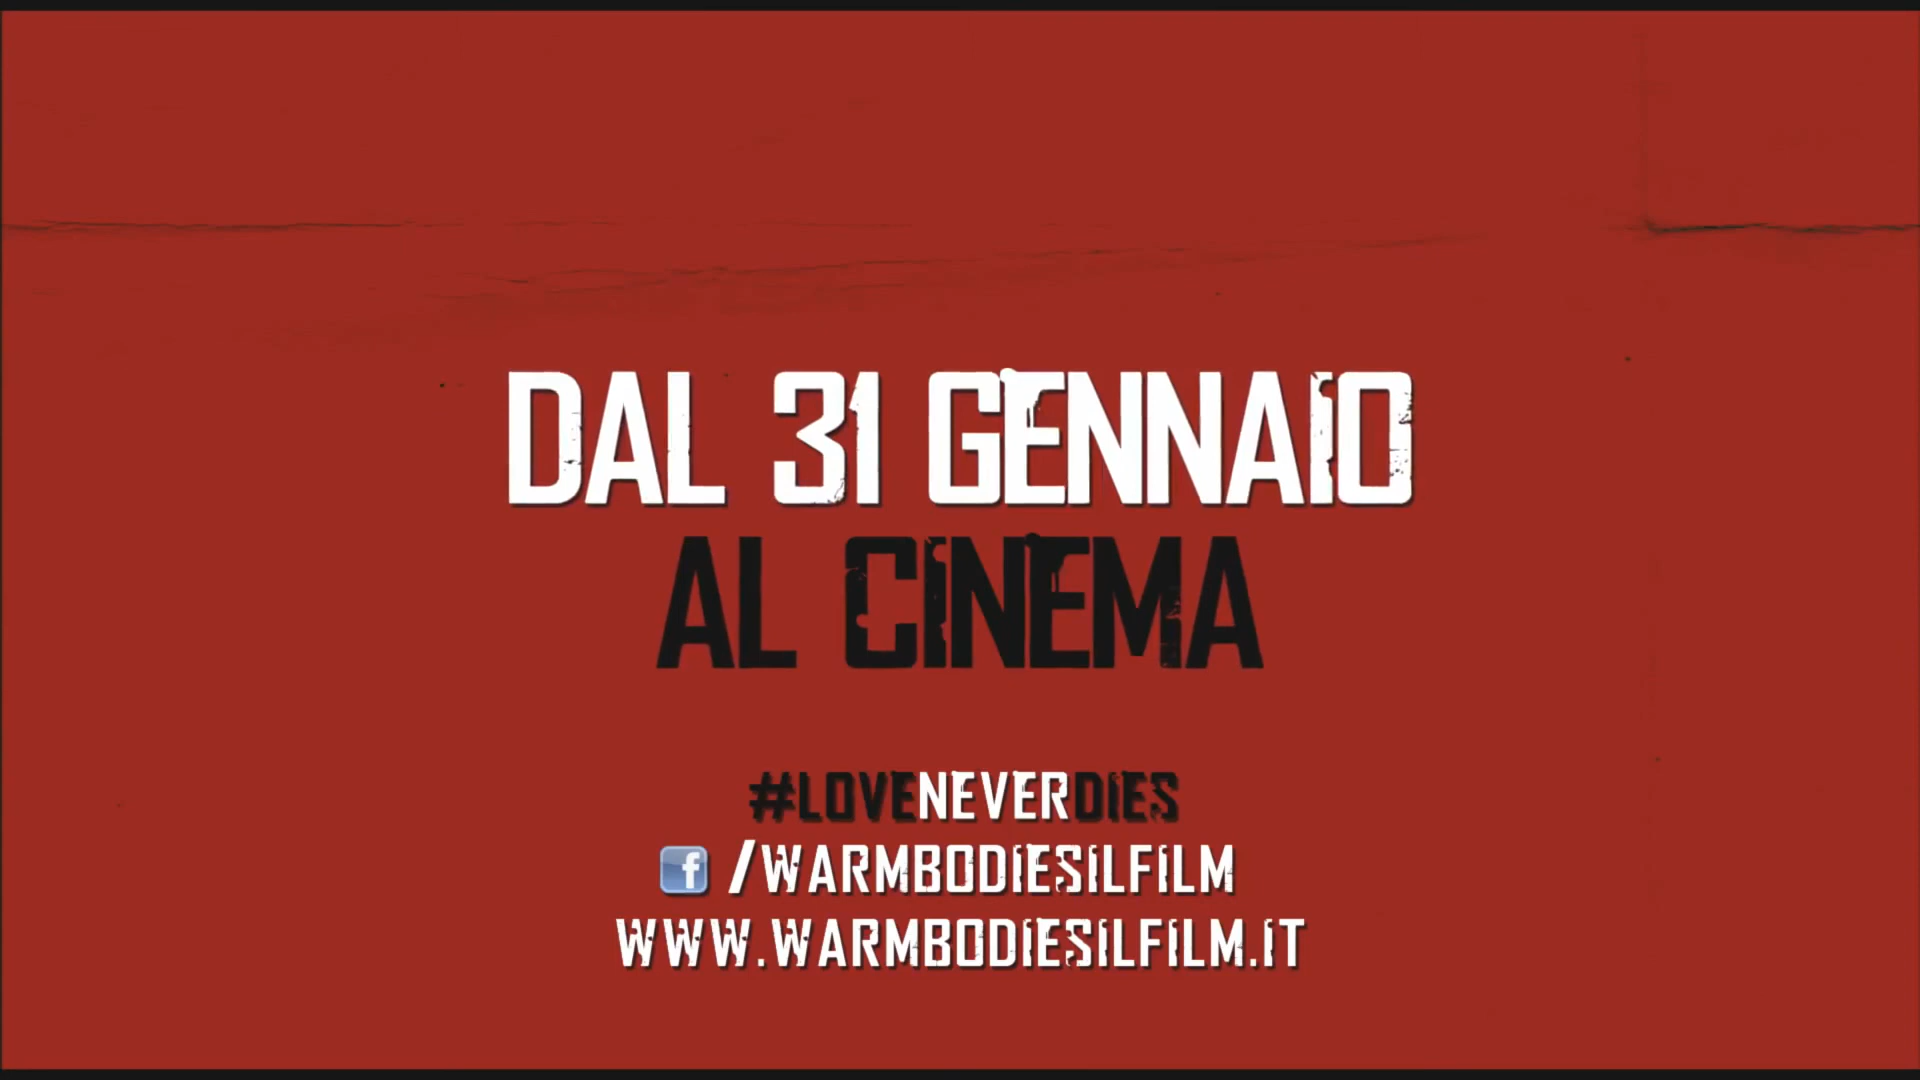 DAL 31 GENNAIO
AL CINEMA
#LOVENEVERDIES
f /WARMBODIESILFILM
WWW.WARMBODIESILFILM.IT